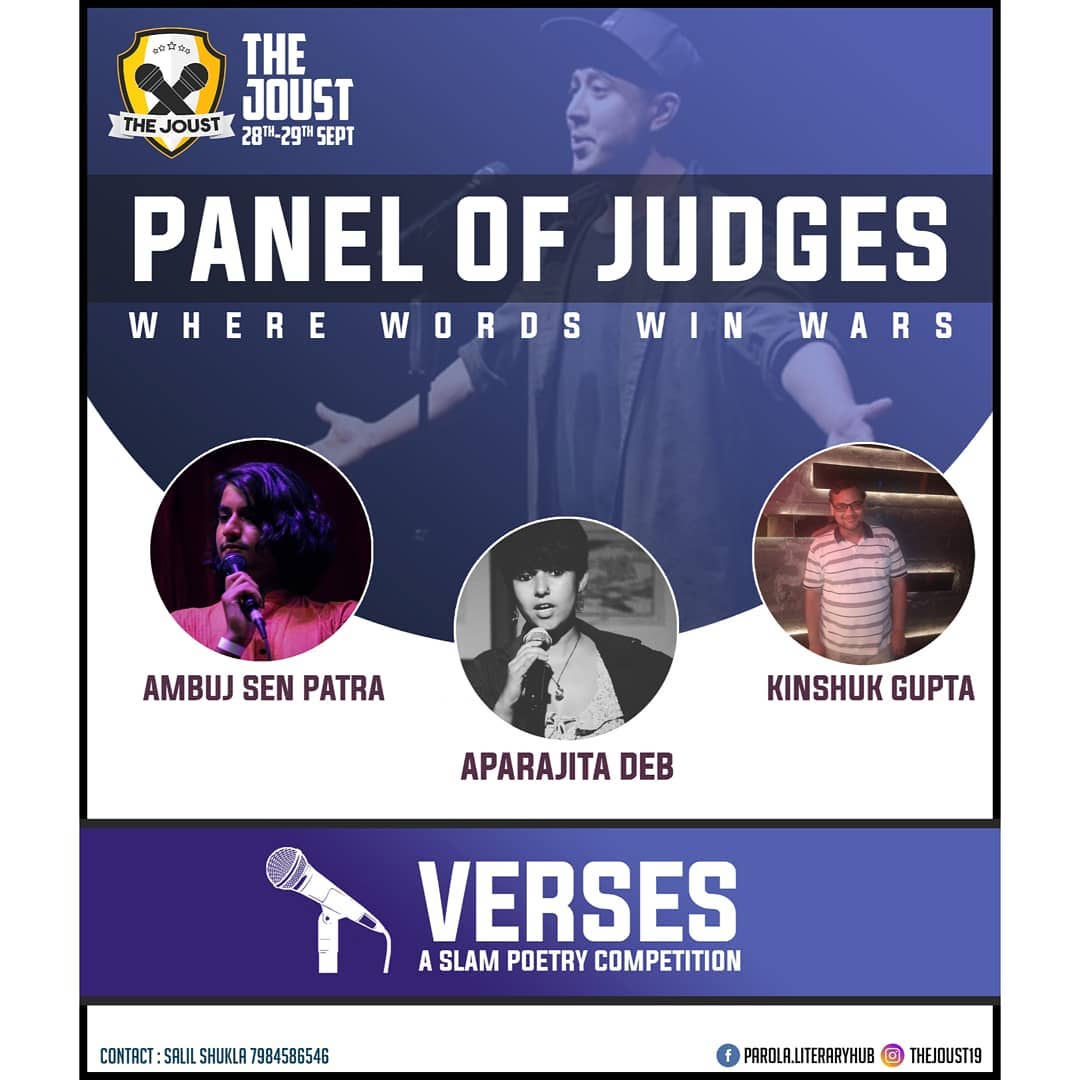 THE JOUST
THE
JOUST
28TH-29TH SEPT
PANEL OF JUDGES
WHERE WORDS WIN WARS
AMBUJ SEN PATRA
KINSHUK GUPTA
APARAJITA DEB
VERSES
A SLAM POETRY COMPETITION
CONTACT : SALIL SHUKLA 7984586546
PAROLA.LITERARYHUB THEJOUST19